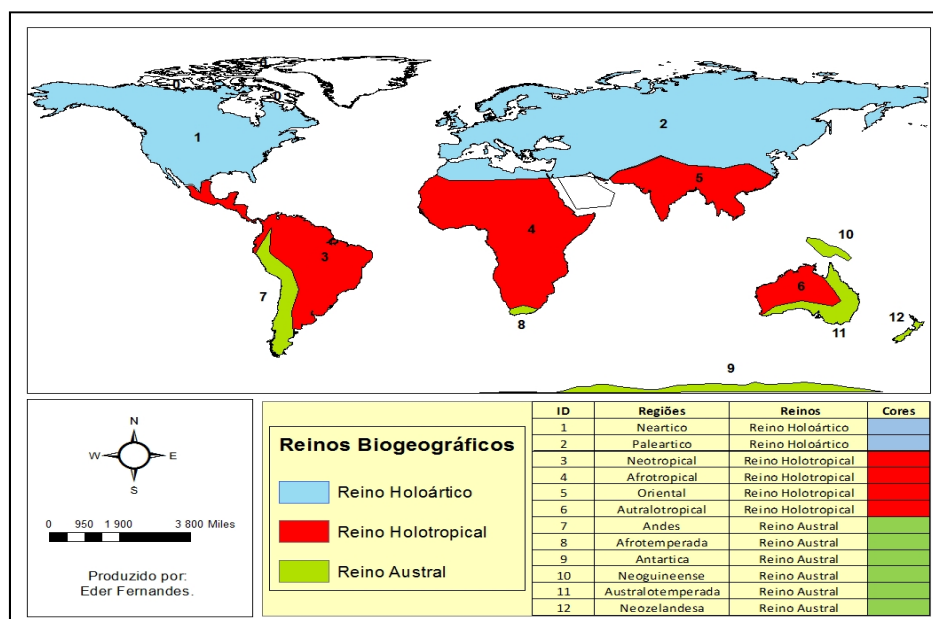 0
0
0
1
2
5
4
3
10
6
7
8
12
11
9
N
W E
S
0 950 1 900 3 800 Miles
Produzido por:
Eder Fernandes.
Reinos Biogeográficos
Reino Holoártico
Reino Holotropical
Reino Austral
ID Regiões Reinos Cores
1 Neartico Reino Holoártico
2 Paleartico Reino Holoártico
3 Neotropical Reino Holotropical
4 Afrotropical Reino Holotropical
5 Oriental Reino Holotropical
6 Autralotropical Reino Holotropical
7 Andes Reino Austral
8 Afrotemperada Reino Austral
9 Antartica Reino Austral
10 Neoguineense Reino Austral
11 Australotemperada Reino Austral
12 Neozelandesa Reino Austral